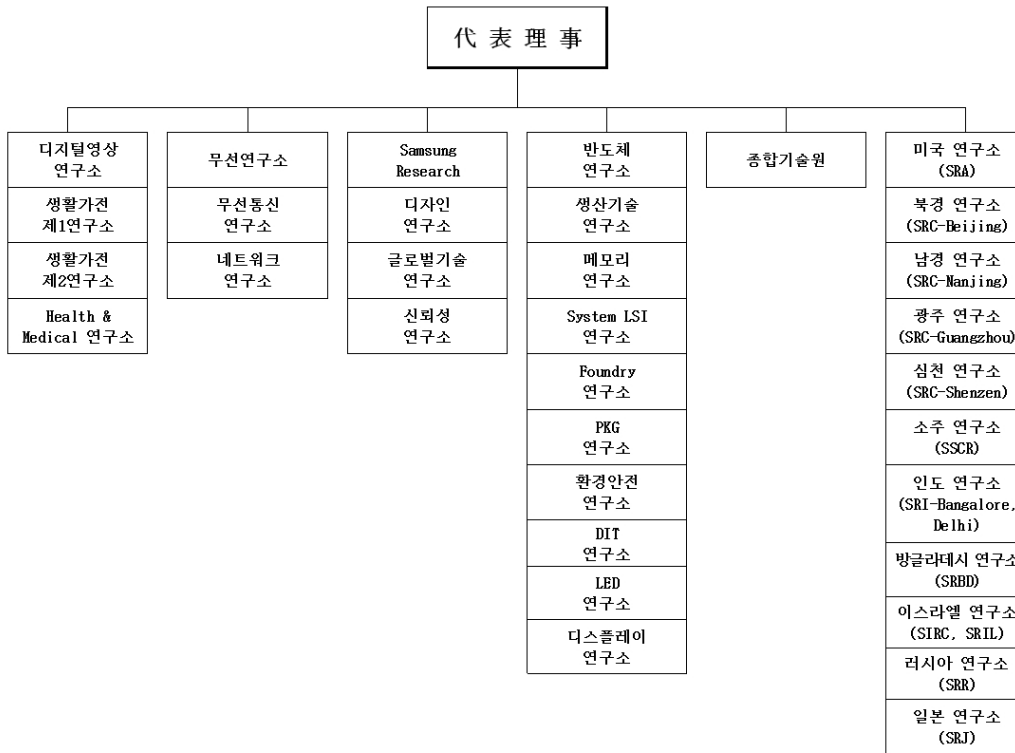 代 表 理 事
디지털영상
연구소
생활가전
제1연구소
생활가전
제2연구소
Health &
Medical 연구소
무선연구소
무선통신
연구소
네트워크
연구소
Samsung
Research
디자인
연구소
글로벌기술
연구소
신뢰성
연구소
반도체
연구소
생산기술
연구소
메모리
연구소
System LSI
연구소
Foundry
연구소
PKG
연구소
환경안전
연구소
DIT
연구소
LED
연구소
디스플레이
연구소
종합기술원
미국 연구소
(SRA)
북경 연구소
(SRC-Beijing)
남경 연구소
(SRC-Nanjing)
광주 연구소
(SRC-Guangzhou)
심천 연구소
(SRC-Shenzen)
소주 연구소
(SSCR)
인도 연구소
(SRI-Bangalore,
Delhi)
방글라데시 연구소
(SRBD)
이스라엘 연구소
(SIRC, SRIL)
러시아 연구소
(SRR)
일본 연구소
(SRJ)